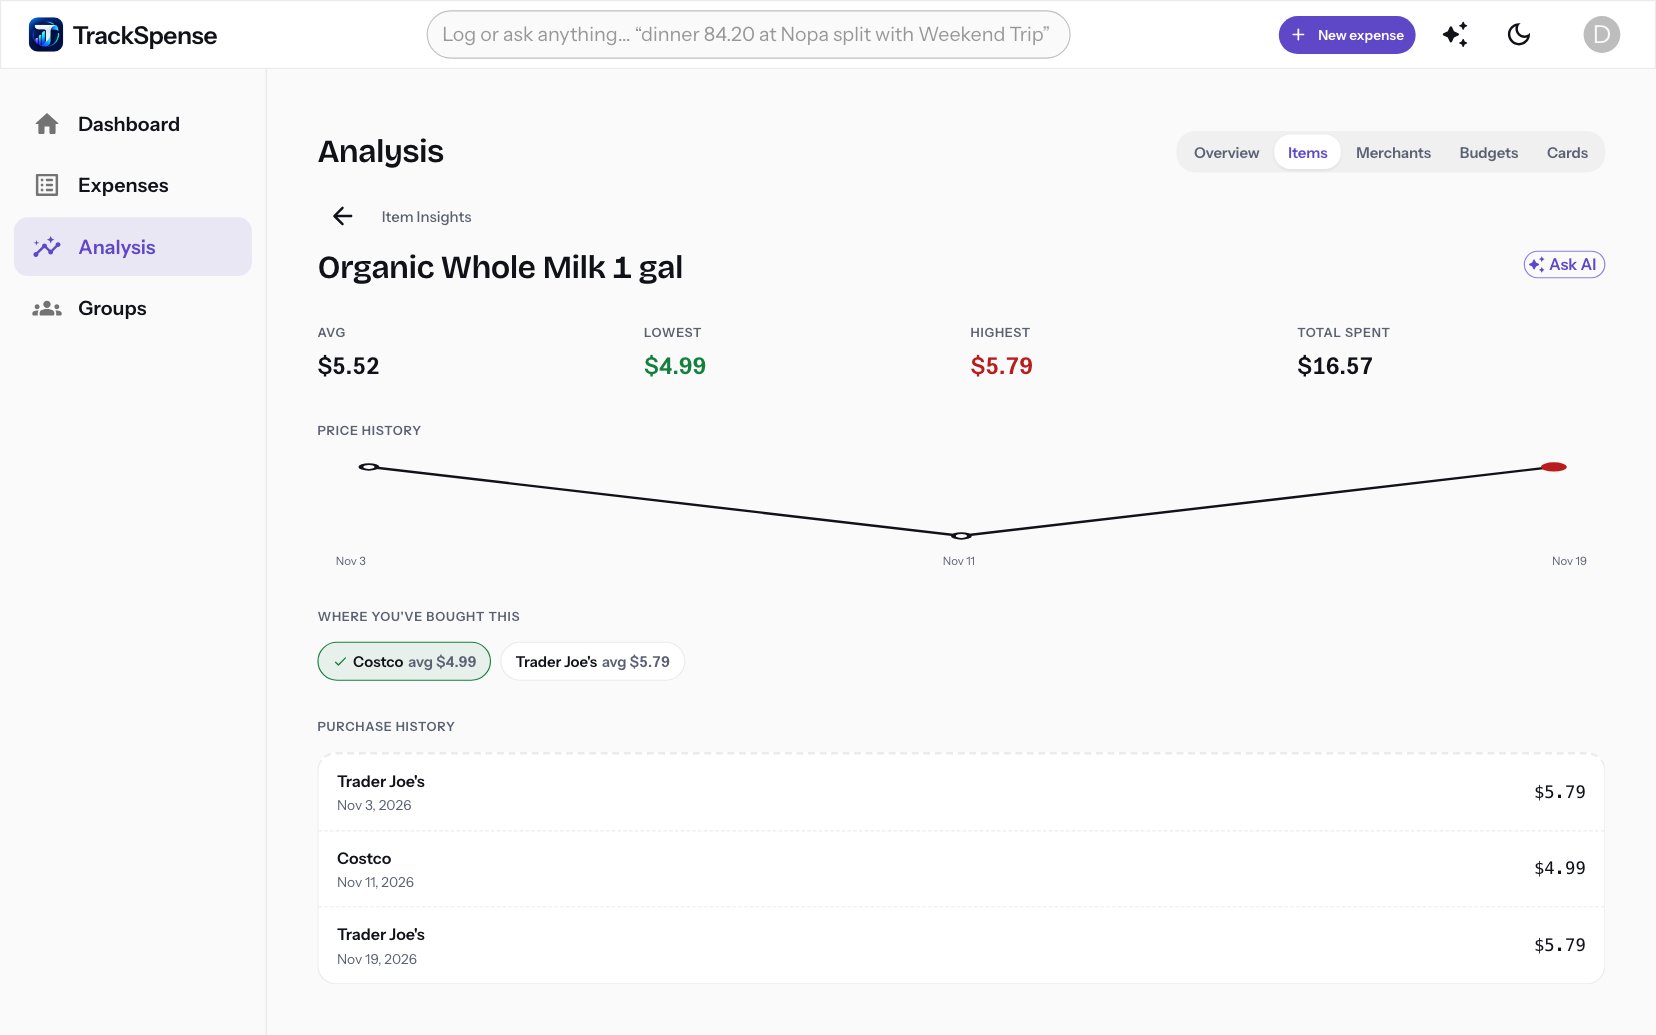 TrackSpense
Log or ask anything... “dinner 84.20 at Nopa split with Weekend Trip”
New expense
D
Dashboard
Expenses
Analysis
Groups
Analysis
Overview
Items
Merchants
Budgets
Cards
Item Insights
Organic Whole Milk 1 gal
Ask AI
AVG
$5.52
LOWEST
$4.99
HIGHEST
$5.79
TOTAL SPENT
$16.57
PRICE HISTORY
Nov 3
Nov 11
Nov 19
WHERE YOU'VE BOUGHT THIS
Costco avg $4.99
Trader Joe's avg $5.79
PURCHASE HISTORY
Trader Joe's
Nov 3, 2026
$5.79
Costco
Nov 11, 2026
$4.99
Trader Joe's
Nov 19, 2026
$5.79